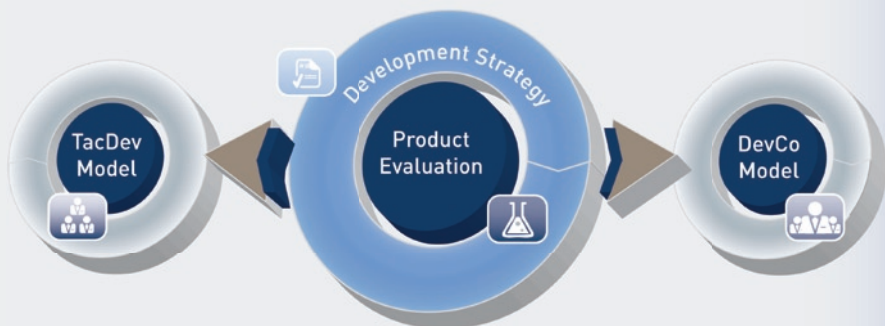 Development Strategy
TacDev
Model
Product
Evaluation
DevCo
Model